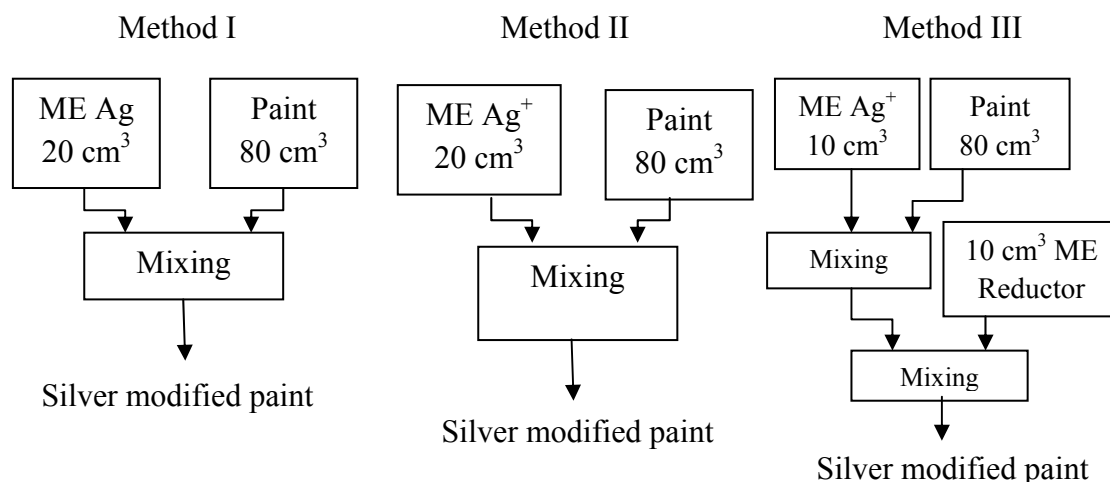 Method I
ME Ag
20 cm³
Paint
80 cm³
Mixing
Silver modified paint
Method II
ME Ag⁺
20 cm³
Paint
80 cm³
Mixing
Silver modified paint
Method III
ME Ag⁺
10 cm³
Paint
80 cm³
Mixing
10 cm³ ME
Reductor
Mixing
Silver modified paint